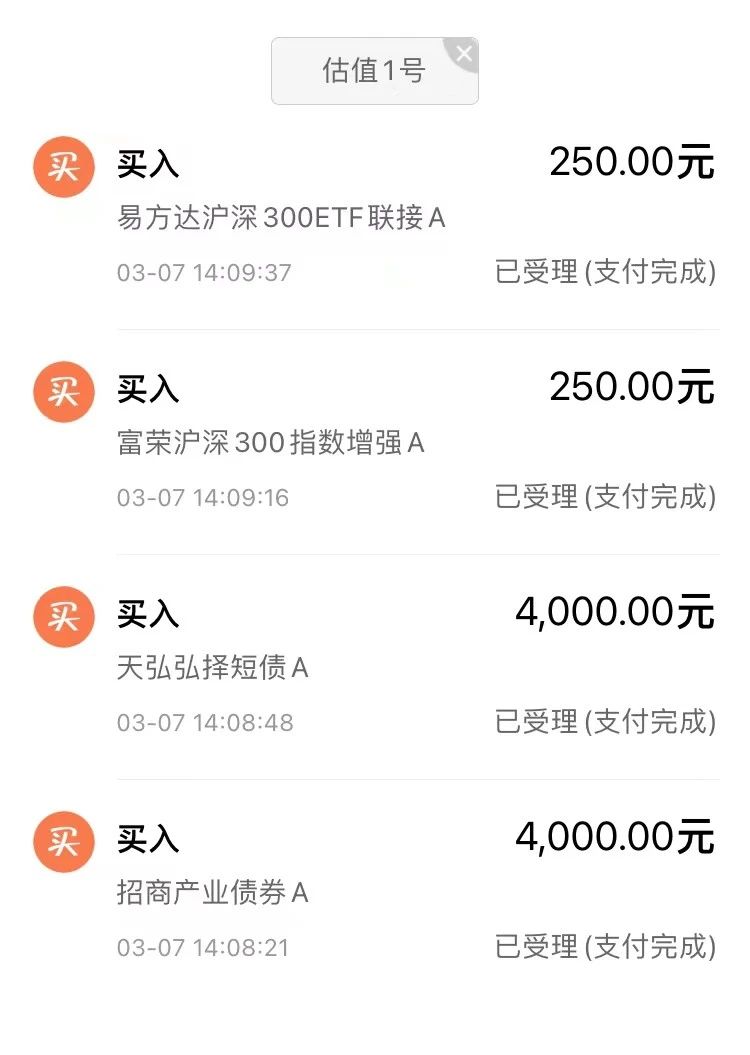 估值1号
买 买入 250.00元
易方达沪深300ETF联接A
03-07 14:09:37 已受理(支付完成)
买 买入 250.00元
富荣沪深300指数增强A
03-07 14:09:16 已受理(支付完成)
买 买入 4,000.00元
天弘弘择短债A
03-07 14:08:48 已受理(支付完成)
买 买入 4,000.00元
招商产业债券A
03-07 14:08:21 已受理(支付完成)